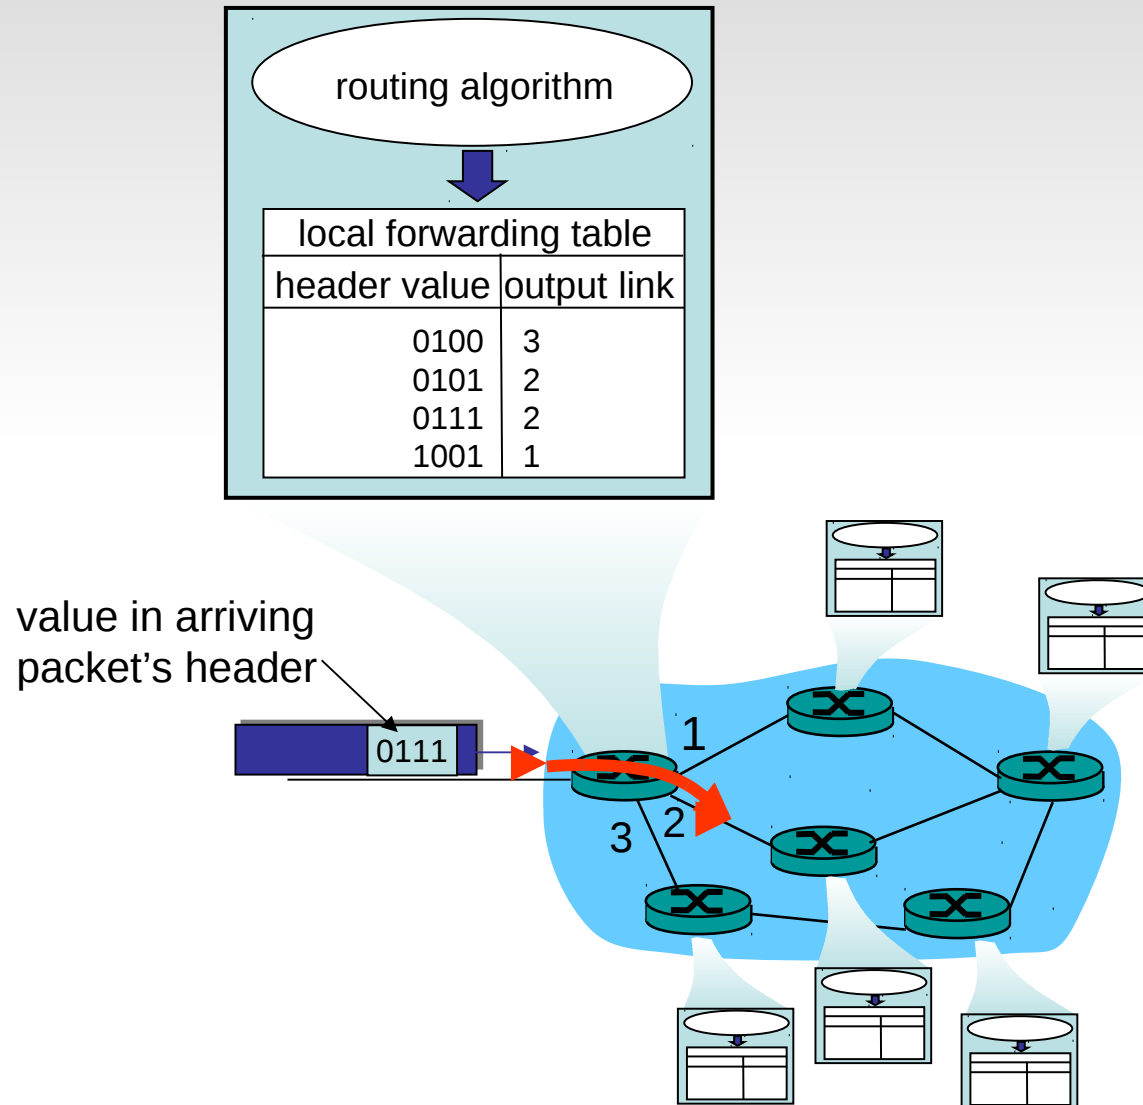 routing algorithm
local forwarding table
header value output link
0100 3
0101 2
0111 2
1001 1
value in arriving
packet’s header
0111
1
2
3